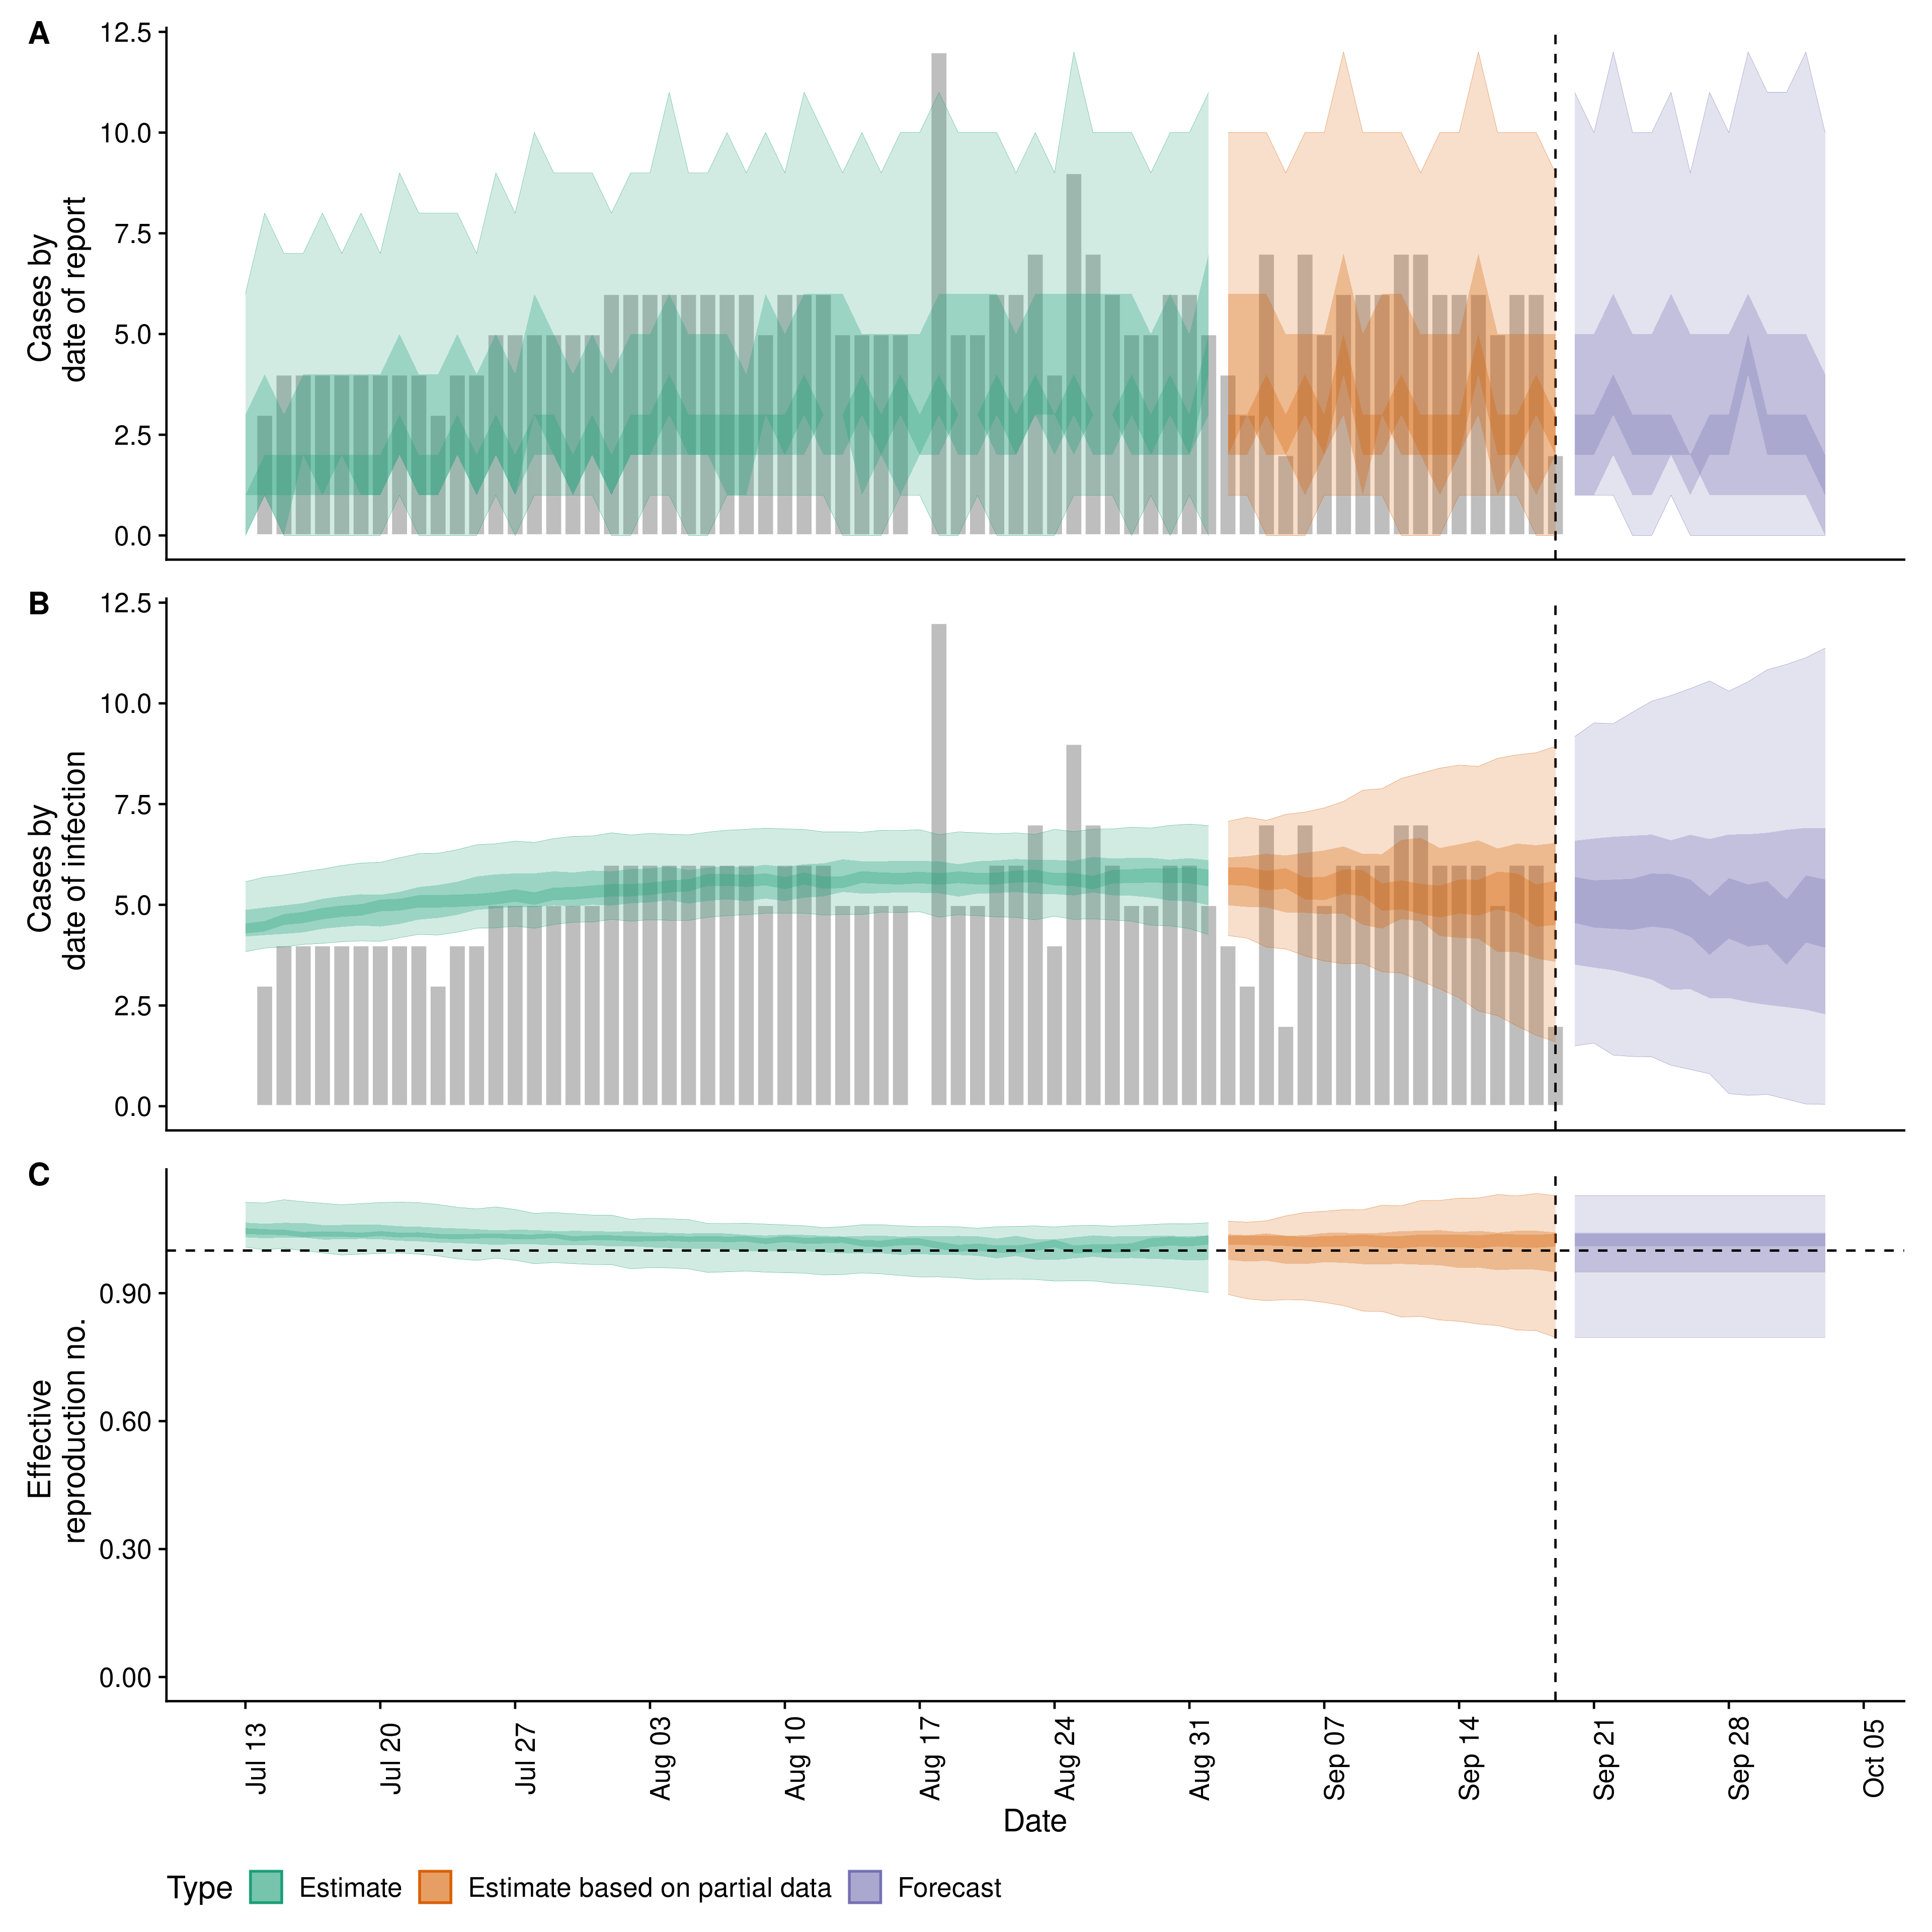 A
12.5
10.0
7.5
5.0
2.5
0.0
Cases by
date of report
B
12.5
10.0
7.5
5.0
2.5
0.0
Cases by
date of infection
C
0.90
0.60
0.30
0.00
Effective
reproduction no.
Jul 13
Jul 20
Jul 27
Aug 03
Aug 10
Aug 17
Aug 24
Aug 31
Sep 07
Sep 14
Sep 21
Sep 28
Oct 05
Date
Type Estimate Estimate based on partial data Forecast